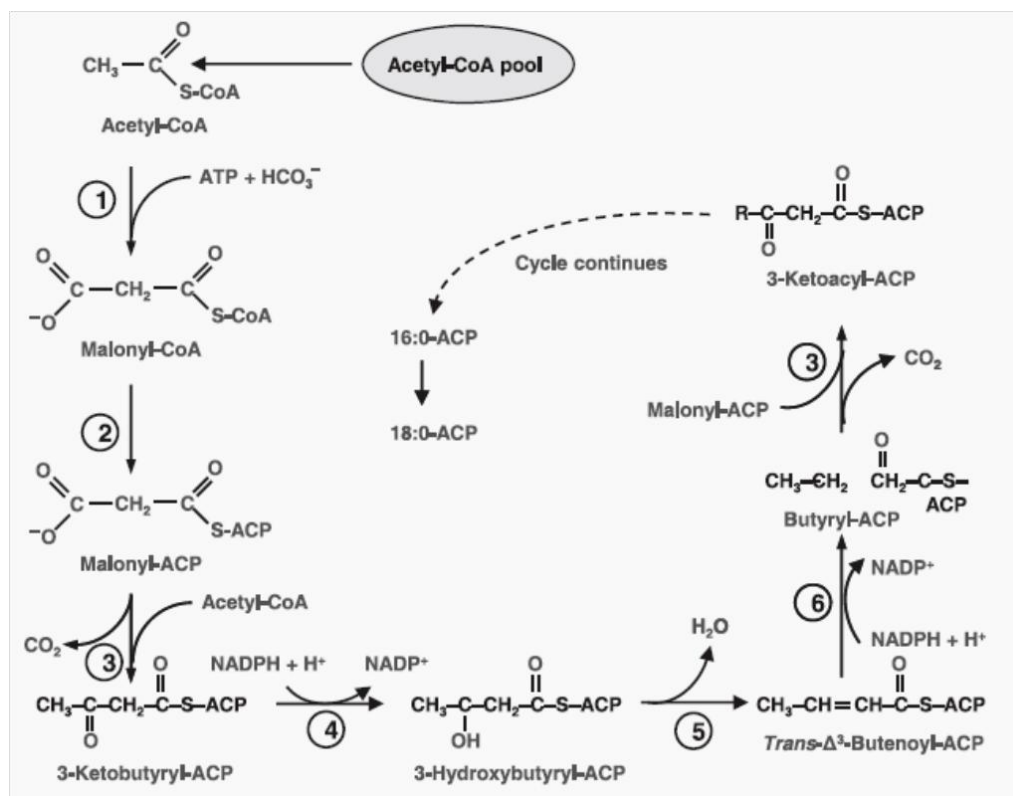 O
CH₃ — C
S-CoA
Acetyl-CoA
Acetyl-CoA pool
1
ATP + HCO₃⁻
O
O
C — CH₂ — C
⁻O
S-CoA
Malonyl-CoA
2
O
O
C — CH₂ — C
⁻O
S-ACP
Malonyl-ACP
Acetyl-CoA
CO₂
3
O
CH₃-C-CH₂-C-S-ACP
O
3-Ketobutyryl-ACP
NADPH + H⁺
NADP⁺
4
O
CH₃-C-CH₂-C-S-ACP
OH
3-Hydroxybutyryl-ACP
H₂O
5
O
CH₃-CH=CH-C-S-ACP
Trans-Δ³-Butenoyl-ACP
6
NADP⁺
NADPH + H⁺
O
CH₃-CH₂ CH₂-C-S-
ACP
Butyryl-ACP
3
Malonyl-ACP
CO₂
O
R-C-CH₂-C-S-ACP
O
3-Ketoacyl-ACP
Cycle continues
16:0-ACP
18:0-ACP